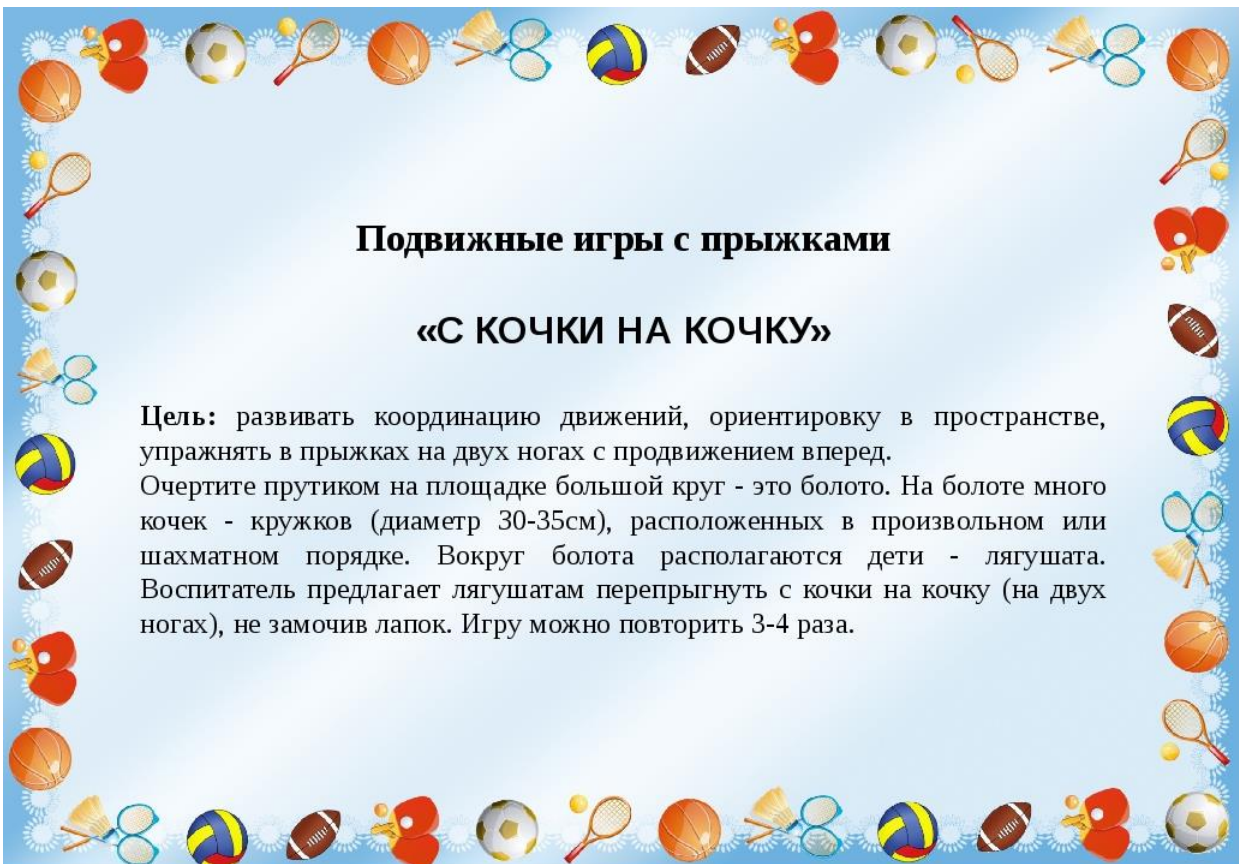 Подвижные игры с прыжками
«С КОЧКИ НА КОЧКУ»
Цель: развивать координацию движений, ориентировку в пространстве,
упражнять в прыжках на двух ногах с продвижением вперед.
Очертите прутиком на площадке большой круг - это болото. На болоте много
кочек - кружков (диаметр 30-35см), расположенных в произвольном или
шахматном порядке. Вокруг болота располагаются дети - лягушата.
Воспитатель предлагает лягушатам перепрыгнуть с кочки на кочку (на двух
ногах), не замочив лапок. Игру можно повторить 3-4 раза.